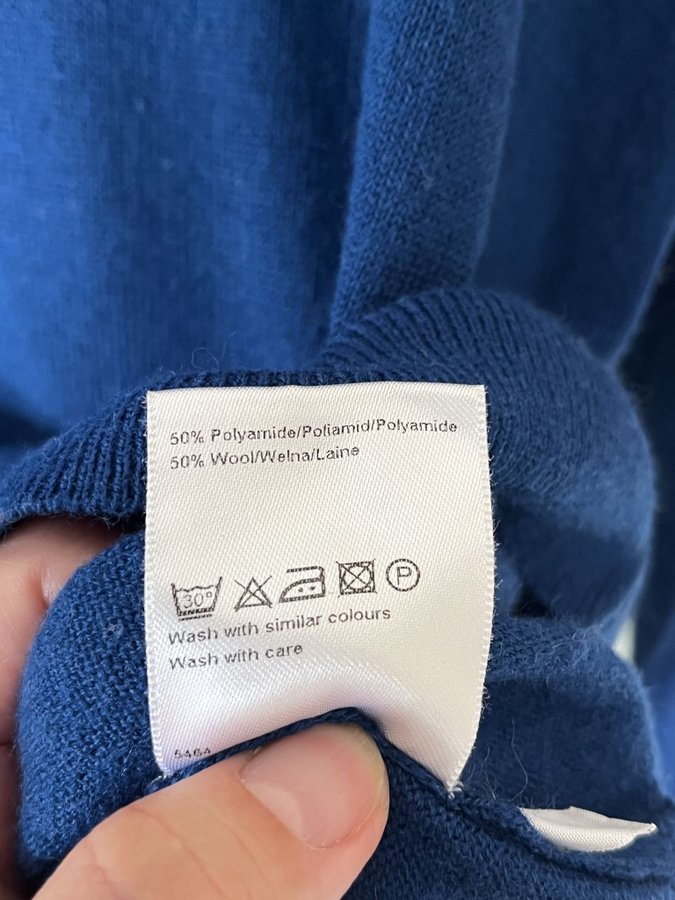 50% Polyamide/Poliamid/Polyamide
50% Wool/Wełna/Laine
30°
P
Wash with similar colours
Wash with care
5464